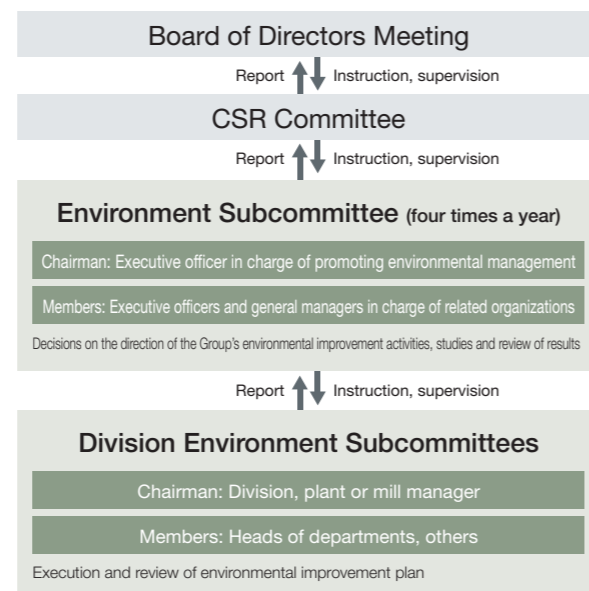 Board of Directors Meeting
Report Instruction, supervision
CSR Committee
Report Instruction, supervision
Environment Subcommittee (four times a year)
Chairman: Executive officer in charge of promoting environmental management
Members: Executive officers and general managers in charge of related organizations
Decisions on the direction of the Group's environmental improvement activities, studies and review of results
Report Instruction, supervision
Division Environment Subcommittees
Chairman: Division, plant or mill manager
Members: Heads of departments, others
Execution and review of environmental improvement plan